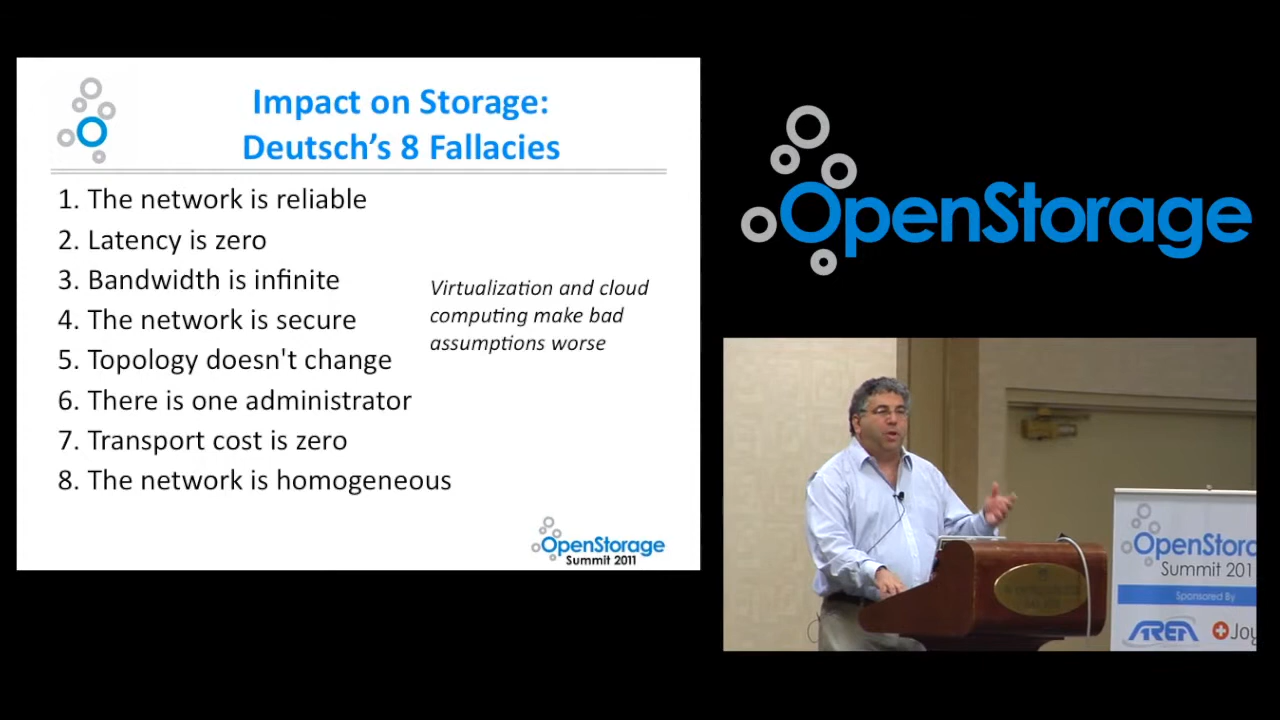 Impact on Storage:
Deutsch's 8 Fallacies
1. The network is reliable
2. Latency is zero
3. Bandwidth is infinite
4. The network is secure
5. Topology doesn't change
6. There is one administrator
7. Transport cost is zero
8. The network is homogeneous
Virtualization and cloud
computing make bad
assumptions worse
OpenStorage
Summit 2011
OpenStorage
OpenStora
Summit 201
Sponsored By
AREA
Joy